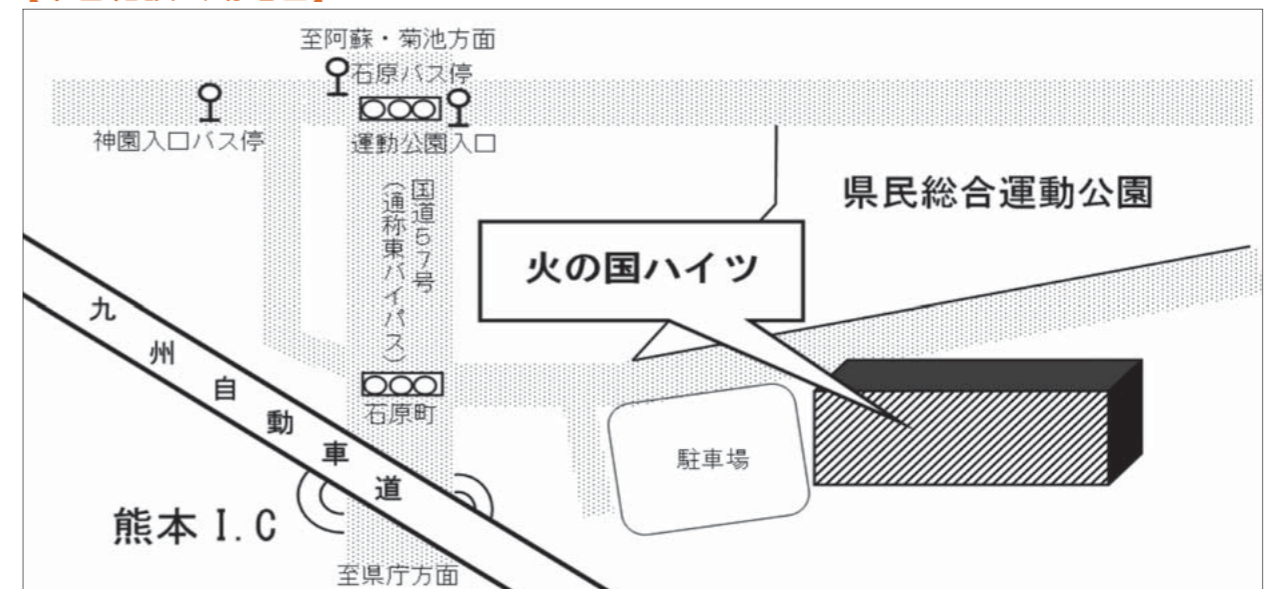 至阿蘇・菊池方面
石原バス停
神園入口バス停
運動公園入口
国道57号
（通称東バイパス）
県民総合運動公園
火の国ハイツ
九州自動車道
石原町
駐車場
熊本I.C
至県庁方面